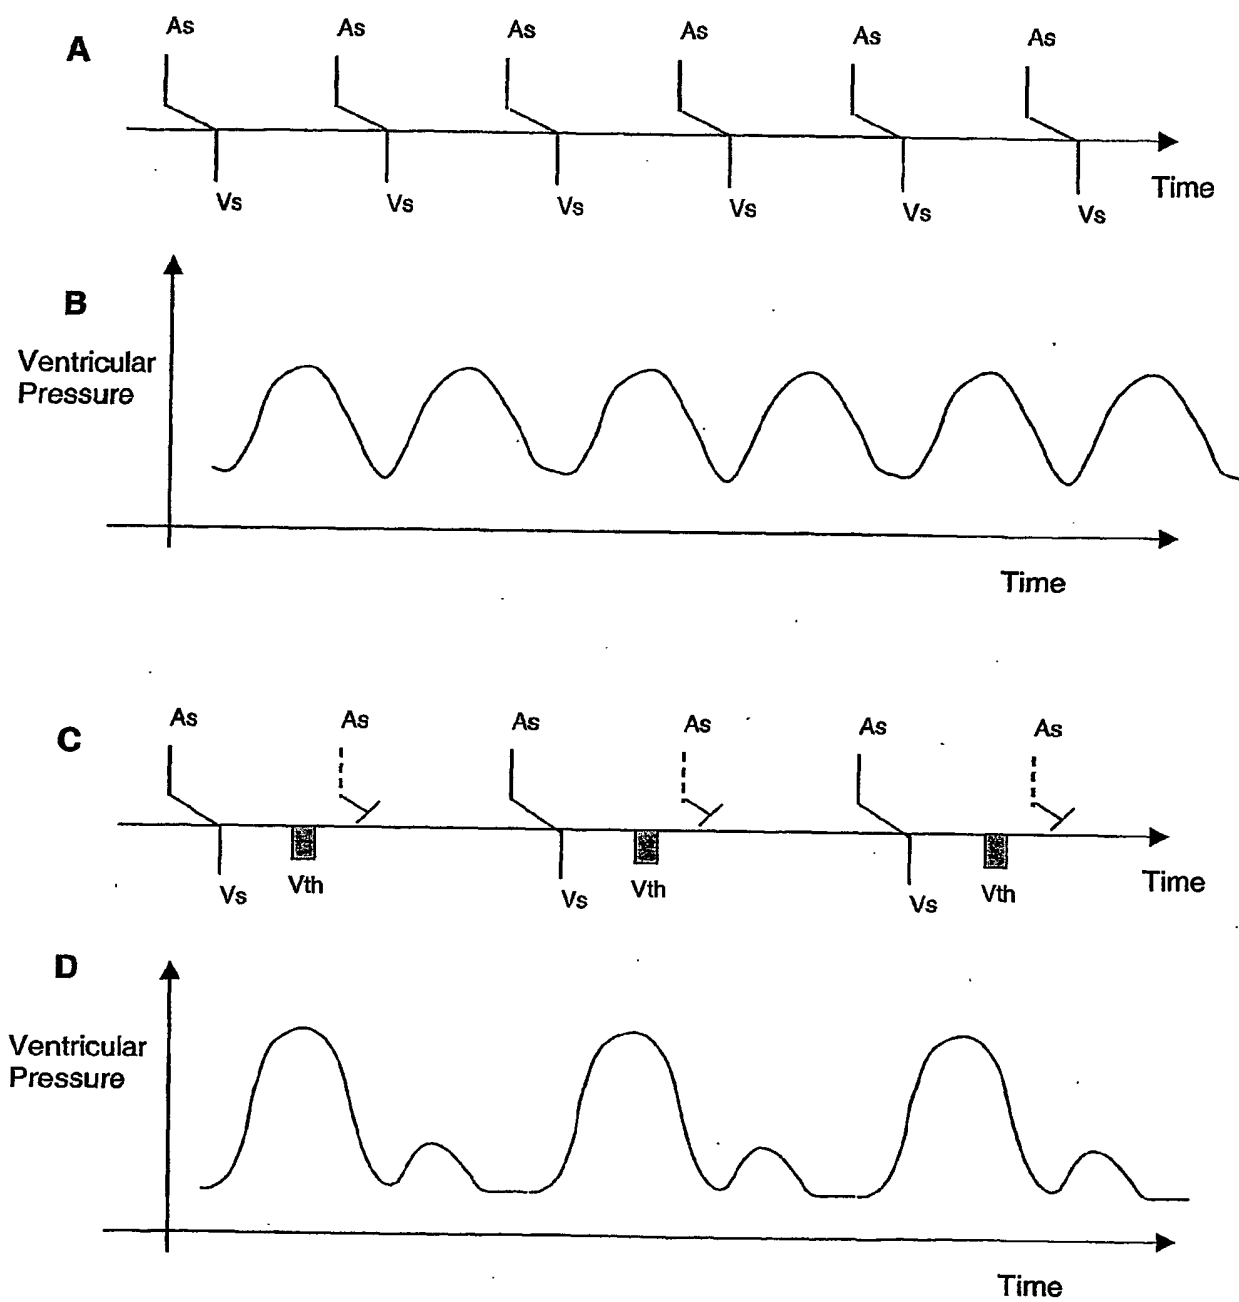 A
As As As As As As
Vs Vs Vs Vs Vs Vs
Time
B
Ventricular
Pressure
Time
C
As As As As As As
Vs Vth Vs Vth Vs Vth
Time
D
Ventricular
Pressure
Time